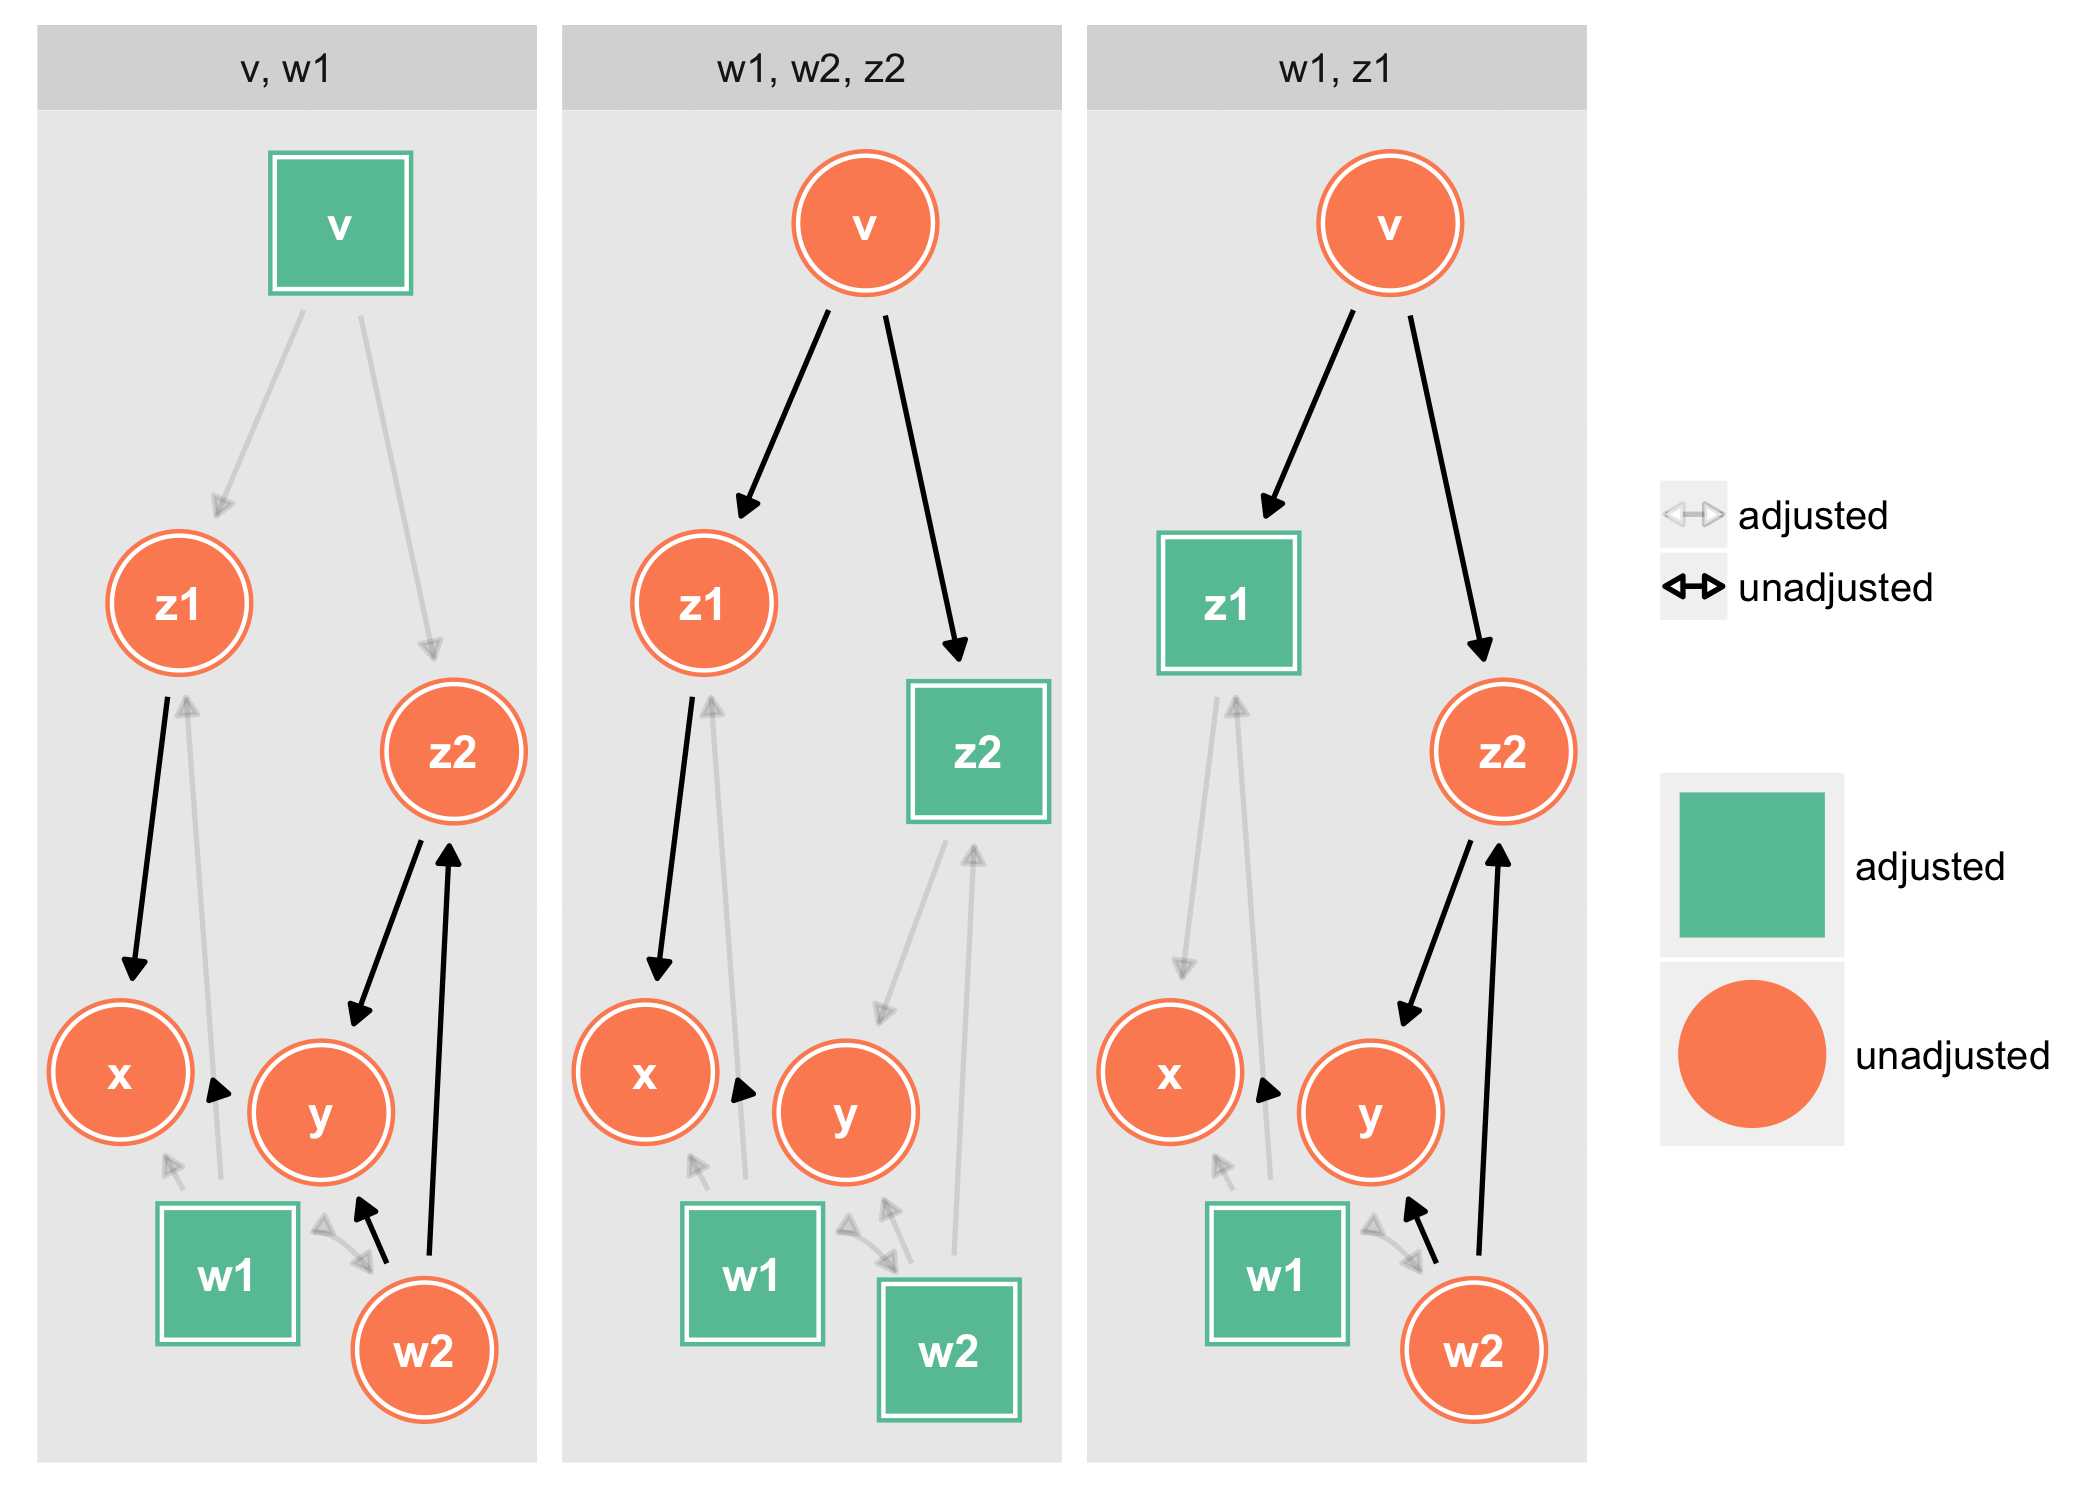 v, w1
w1, w2, z2
w1, z1
v
z1
z2
x
y
w1
w2
v
z1
z2
x
y
w1
w2
v
z1
z2
x
y
w1
w2
adjusted
unadjusted
adjusted
unadjusted